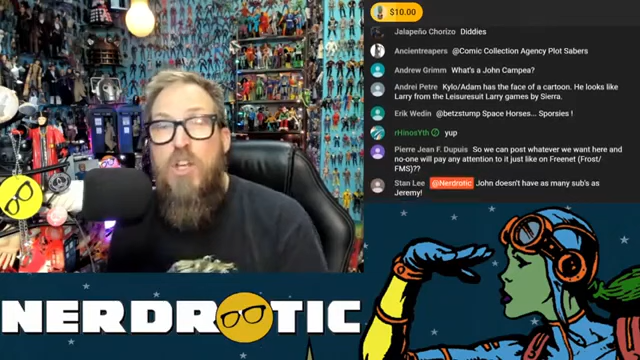 $10.00
Jalapeño Chorizo Diddies
Ancientreapers @Comic Collection Agency Plot Sabers
Andrew Grimm What's a John Campea?
Andrei Petre Kylo/Adam has the face of a cartoon. He looks like
Larry from the Leisuresuit Larry games by Sierra.
Erik Wedin @betzstump Space Horses... Sporsies !
rHinosYth yup
Pierre Jean F. Dupuis So we can post whatever we want here and
no-one will pay any attention to it just like on Freenet (Frost/
FMS)??
Stan Lee @Nerdrotic John doesn't have as many sub's as
Jeremy!
NERDROTIC